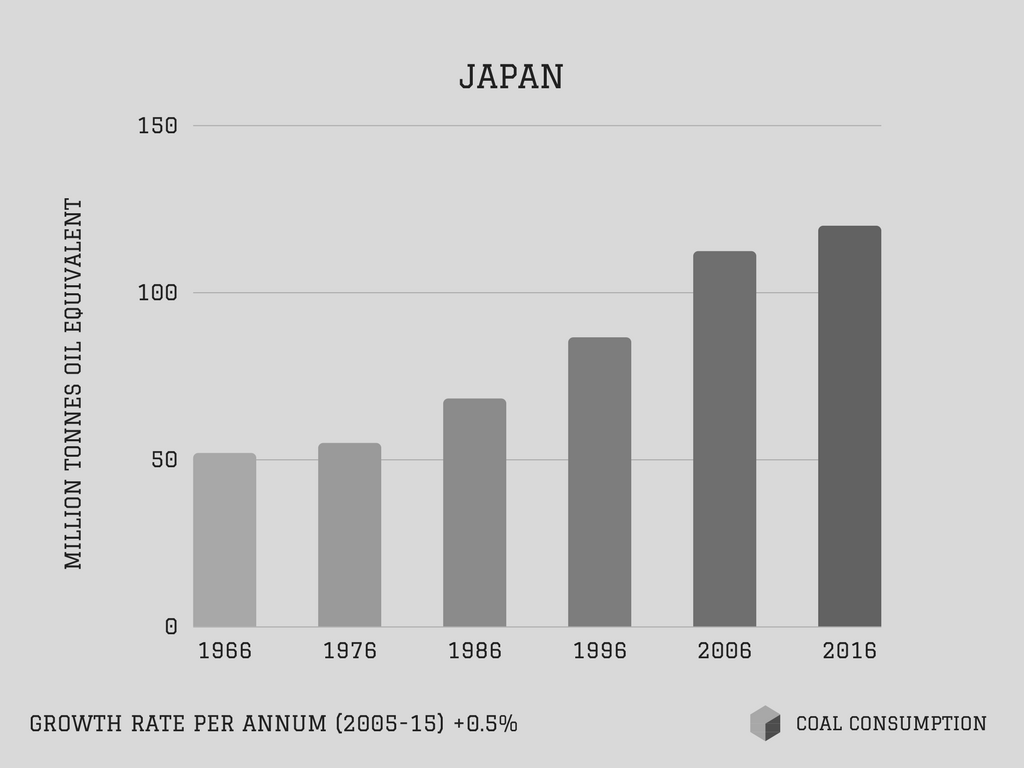 JAPAN
150
100
50
0
MILLION TONNES OIL EQUIVALENT
1966 1976 1986 1996 2006 2016
GROWTH RATE PER ANNUM (2005-15) +0.5%
COAL CONSUMPTION